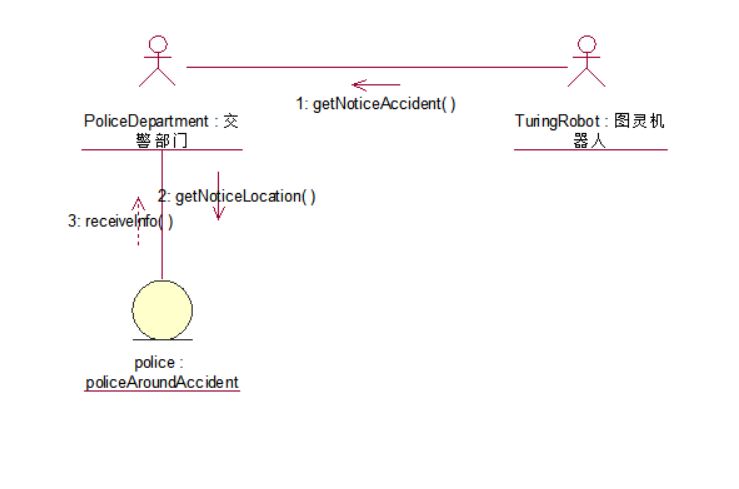 1: getNoticeAccident( )
PoliceDepartment : 交
警部门
TuringRobot : 图灵机
器人
2: getNoticeLocation( )
3: receiveInfo( )
police :
policeAroundAccident